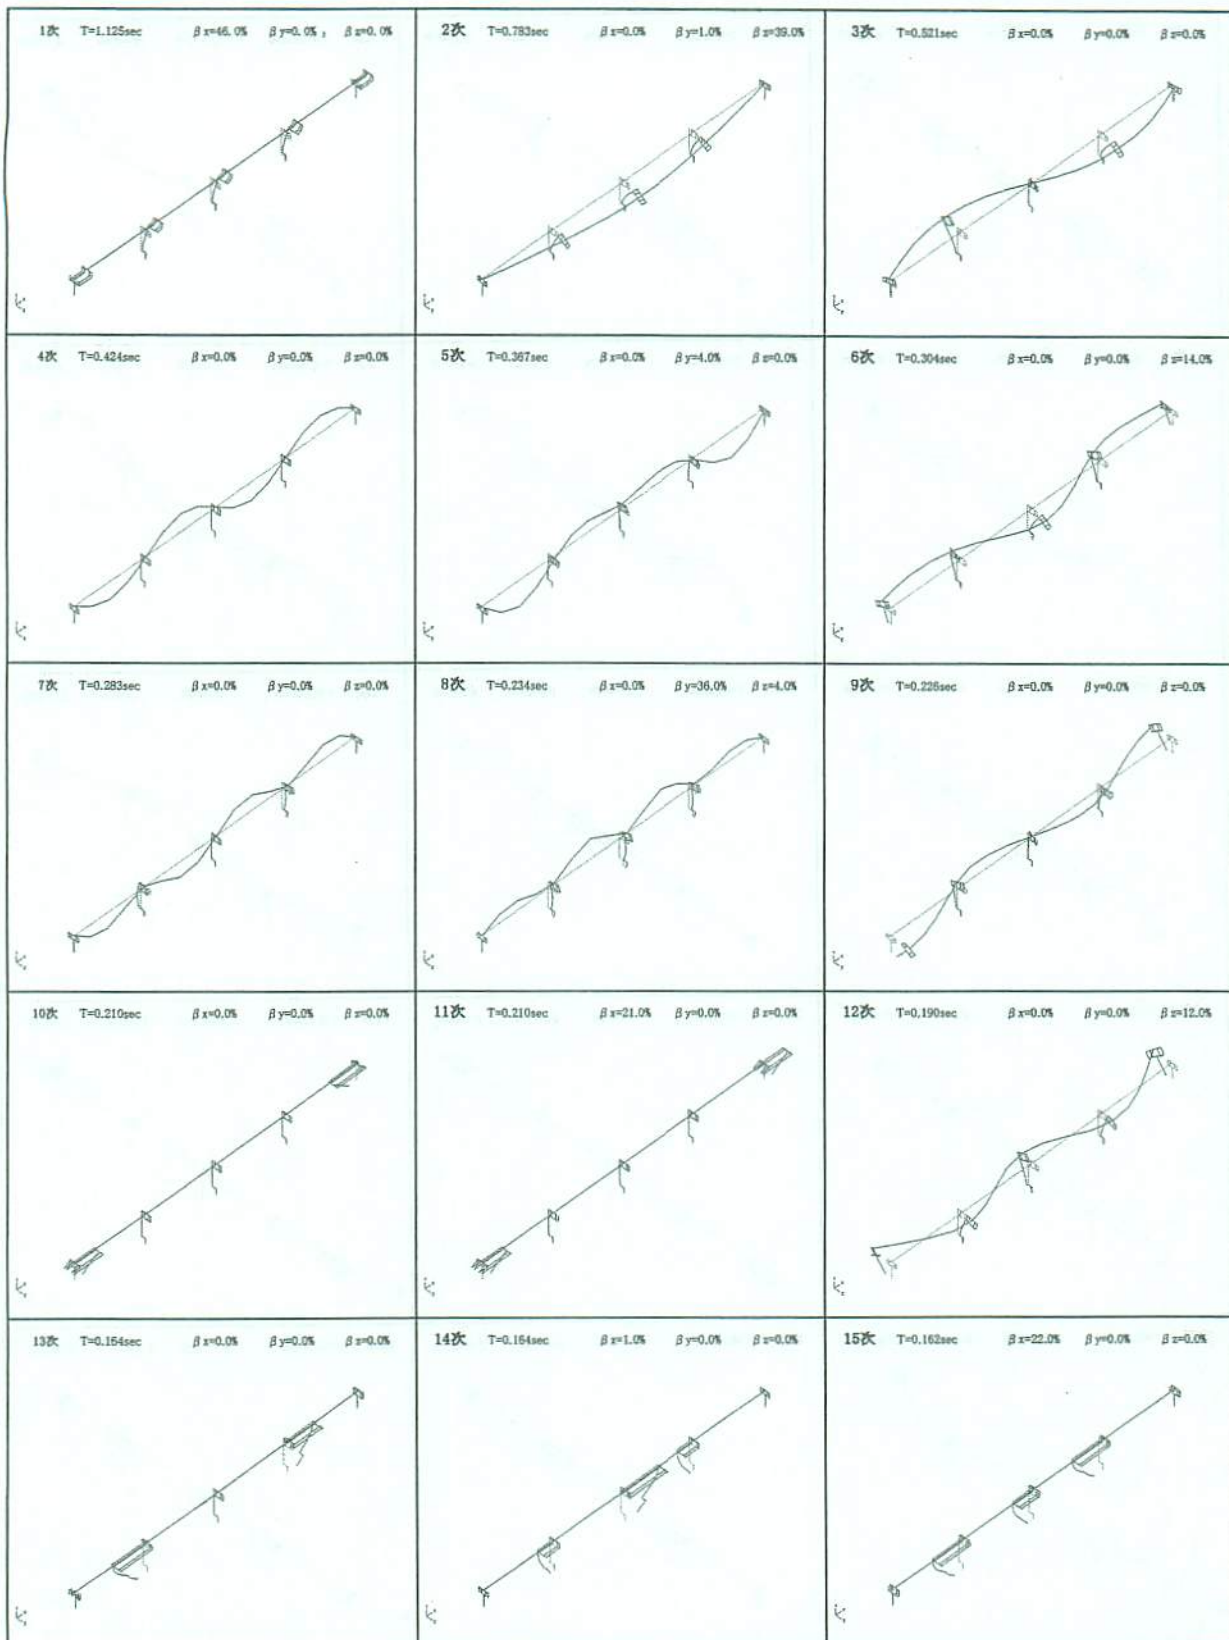 1次 T=1.125sec βx=46.0% βy=0.0% βz=0.0%
2次 T=0.783sec βx=0.0% βy=1.0% βz=39.0%
3次 T=0.521sec βx=0.0% βy=0.0% βz=0.0%
4次 T=0.424sec βx=0.0% βy=0.0% βz=0.0%
5次 T=0.367sec βx=0.0% βy=4.0% βz=0.0%
6次 T=0.304sec βx=0.0% βy=0.0% βz=14.0%
7次 T=0.283sec βx=0.0% βy=0.0% βz=0.0%
8次 T=0.234sec βx=0.0% βy=36.0% βz=4.0%
9次 T=0.226sec βx=0.0% βy=0.0% βz=0.0%
10次 T=0.210sec βx=0.0% βy=0.0% βz=0.0%
11次 T=0.210sec βx=21.0% βy=0.0% βz=0.0%
12次 T=0.190sec βx=0.0% βy=0.0% βz=12.0%
13次 T=0.164sec βx=0.0% βy=0.0% βz=0.0%
14次 T=0.164sec βx=1.0% βy=0.0% βz=0.0%
15次 T=0.162sec βx=22.0% βy=0.0% βz=0.0%